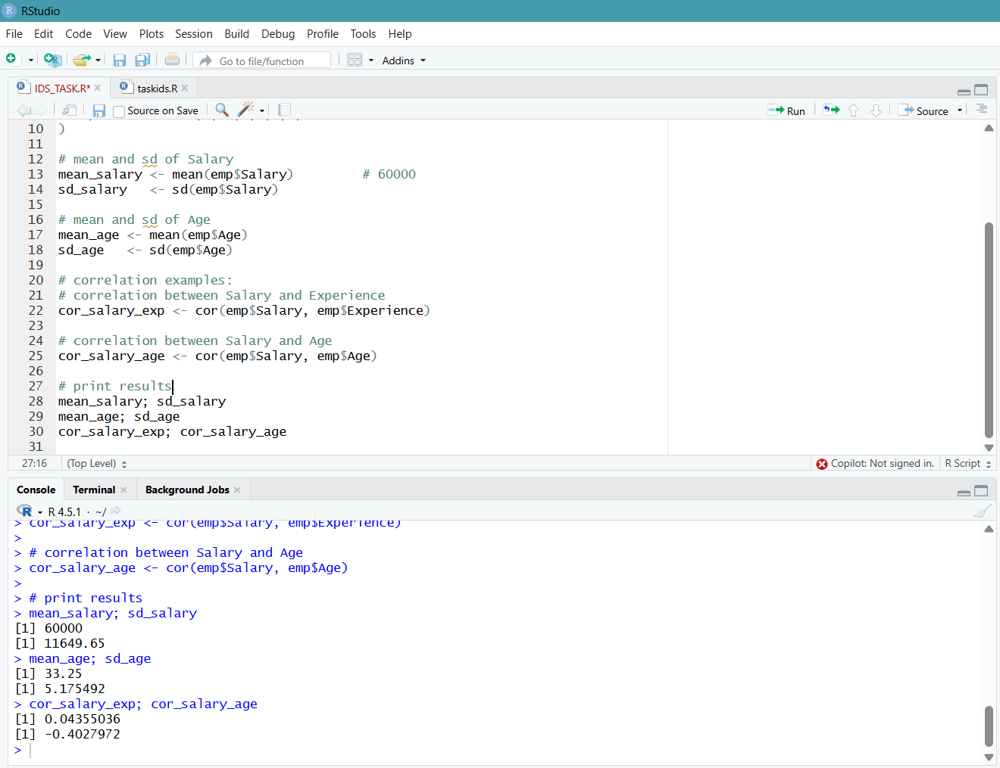 RStudio
File Edit Code View Plots Session Build Debug Profile Tools Help
Go to file/function Addins
IDS_TASK.R* taskids.R
Source on Save Run Source
10 )
11
12 # mean and sd of Salary
13 mean_salary <- mean(emp$Salary) # 60000
14 sd_salary <- sd(emp$Salary)
15
16 # mean and sd of Age
17 mean_age <- mean(emp$Age)
18 sd_age <- sd(emp$Age)
19
20 # correlation examples:
21 # correlation between Salary and Experience
22 cor_salary_exp <- cor(emp$Salary, emp$Experience)
23
24 # correlation between Salary and Age
25 cor_salary_age <- cor(emp$Salary, emp$Age)
26
27 # print results
28 mean_salary; sd_salary
29 mean_age; sd_age
30 cor_salary_exp; cor_salary_age
31
27:16 (Top Level) Copilot: Not signed in. R Script
Console Terminal Background Jobs
R R 4.5.1 · ~/
> cor_salary_exp <- cor(emp$Salary, emp$Experience)
>
> # correlation between Salary and Age
> cor_salary_age <- cor(emp$Salary, emp$Age)
>
> # print results
> mean_salary; sd_salary
[1] 60000
[1] 11649.65
> mean_age; sd_age
[1] 33.25
[1] 5.175492
> cor_salary_exp; cor_salary_age
[1] 0.04355036
[1] -0.4027972
>